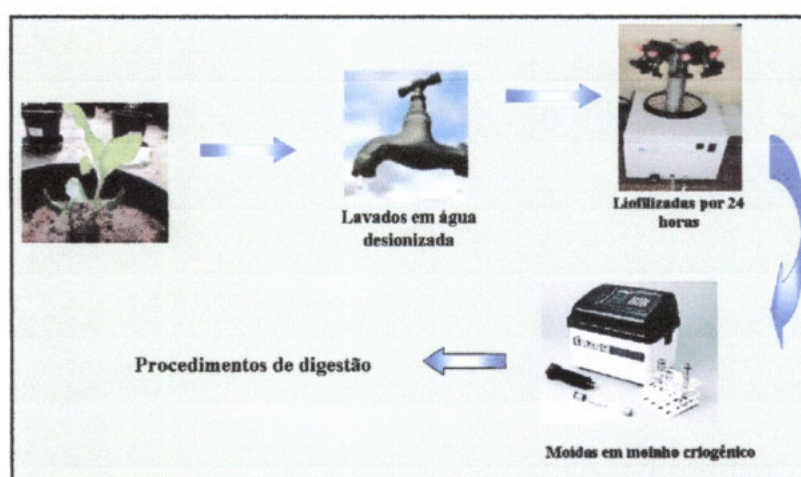 Lavados em água
desionizada
Liofilizadas por 24
horas
Procedimentos de digestão
Moídas em moinho criogênico